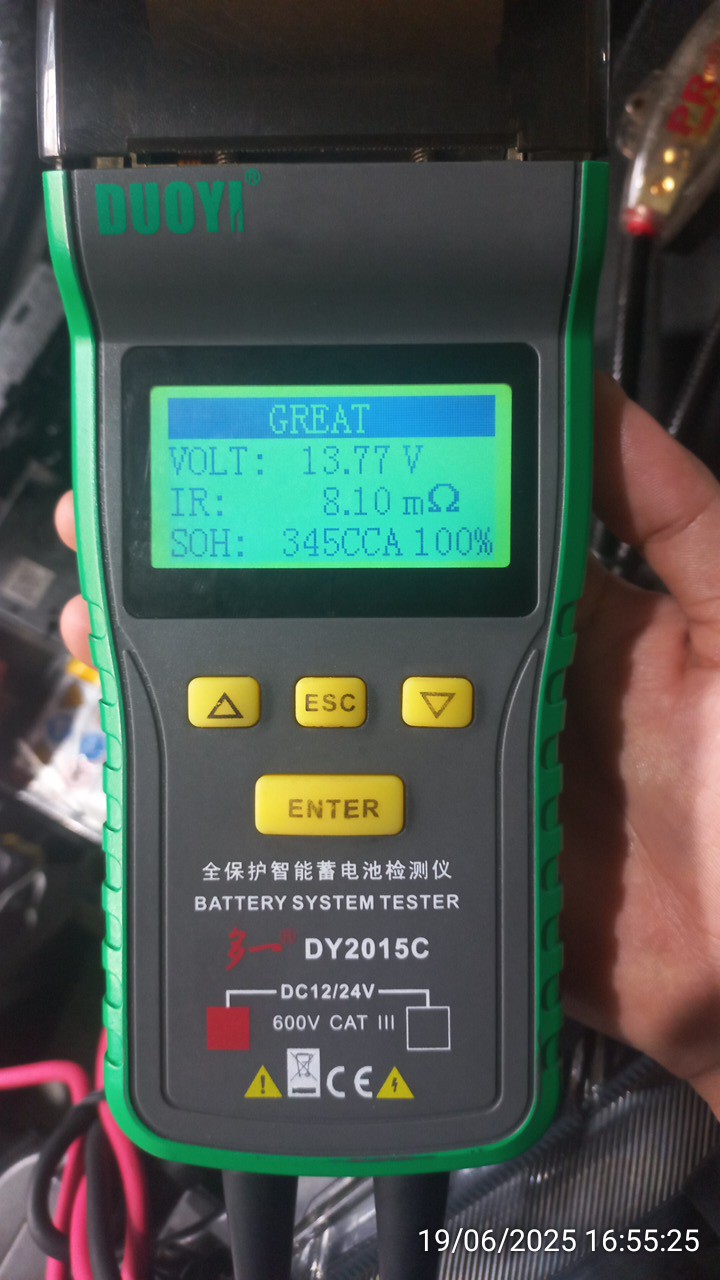 DUOYI®
GREAT
VOLT: 13.77 V
IR: 8.10 mΩ
SOH: 345CCA 100%
ESC
ENTER
全保护智能蓄电池检测仪
BATTERY SYSTEM TESTER
多一® DY2015C
DC12/24V
600V CAT III
CE
19/06/2025 16:55:25